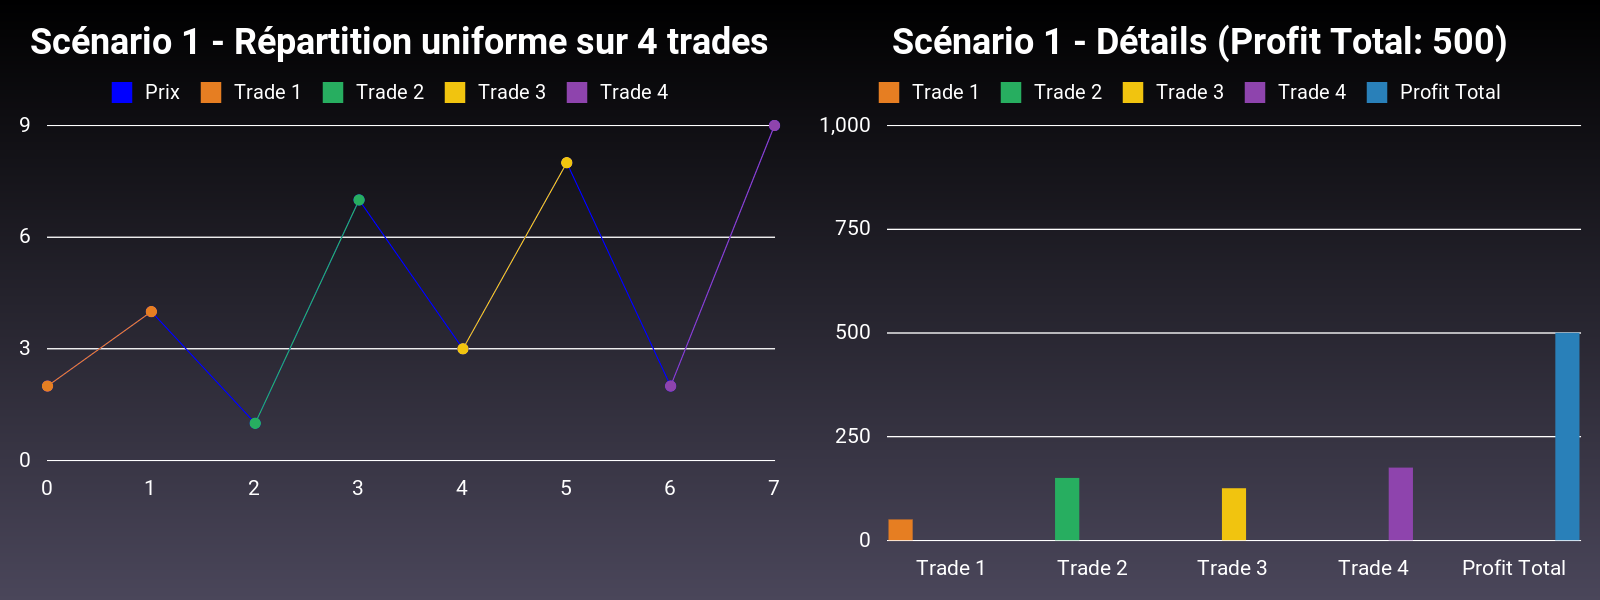 Scénario 1 - Répartition uniforme sur 4 trades
Prix Trade 1 Trade 2 Trade 3 Trade 4
9
6
3
0
0 1 2 3 4 5 6 7
Scénario 1 - Détails (Profit Total: 500)
Trade 1 Trade 2 Trade 3 Trade 4 Profit Total
1,000
750
500
250
0
Trade 1 Trade 2 Trade 3 Trade 4 Profit Total